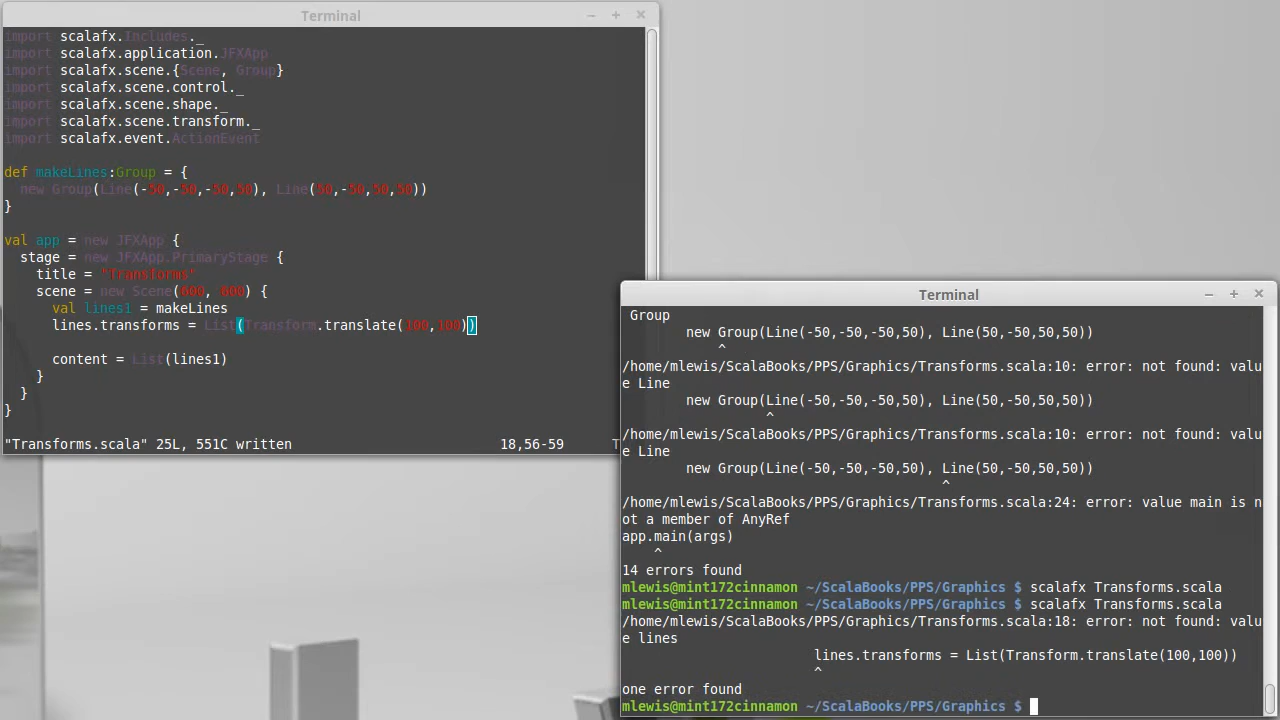 Terminal
import scalafx.Includes._
import scalafx.application.JFXApp
import scalafx.scene.{Scene, Group}
import scalafx.scene.control._
import scalafx.scene.shape._
import scalafx.scene.transform._
import scalafx.event.ActionEvent
def makeLines:Group = {
new Group(Line(-50,-50,-50,50), Line(50,-50,50,50))
}
val app = new JFXApp {
stage = new JFXApp.PrimaryStage {
title = "Transforms"
scene = new Scene(600, 600) {
val lines1 = makeLines
lines.transforms = List(Transform.translate(100,100))
content = List(lines1)
}
}
}
"Transforms.scala" 25L, 551C written 18,56-59 T
Terminal
Group
new Group(Line(-50,-50,-50,50), Line(50,-50,50,50))
^
/home/mlewis/ScalaBooks/PPS/Graphics/Transforms.scala:10: error: not found: valu
e Line
new Group(Line(-50,-50,-50,50), Line(50,-50,50,50))
^
/home/mlewis/ScalaBooks/PPS/Graphics/Transforms.scala:10: error: not found: valu
e Line
new Group(Line(-50,-50,-50,50), Line(50,-50,50,50))
^
/home/mlewis/ScalaBooks/PPS/Graphics/Transforms.scala:24: error: value main is n
ot a member of AnyRef
app.main(args)
^
14 errors found
mlewis@mint172cinnamon ~/ScalaBooks/PPS/Graphics $ scalafx Transforms.scala
mlewis@mint172cinnamon ~/ScalaBooks/PPS/Graphics $ scalafx Transforms.scala
/home/mlewis/ScalaBooks/PPS/Graphics/Transforms.scala:18: error: not found: valu
e lines
lines.transforms = List(Transform.translate(100,100))
^
one error found
mlewis@mint172cinnamon ~/ScalaBooks/PPS/Graphics $